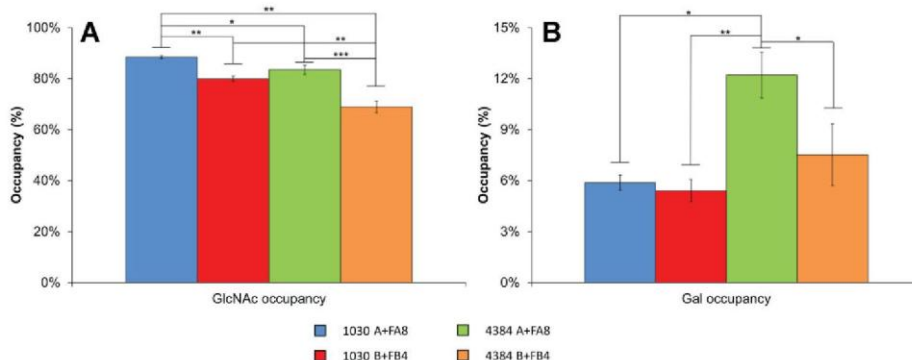 A
B
**
*
**
**
***
*
**
*
100%
80%
60%
40%
20%
0%
Occupancy (%)
GlcNAc occupancy
15%
12%
9%
6%
3%
0%
Occupancy (%)
Gal occupancy
1030 A+FA8
4384 A+FA8
1030 B+FB4
4384 B+FB4